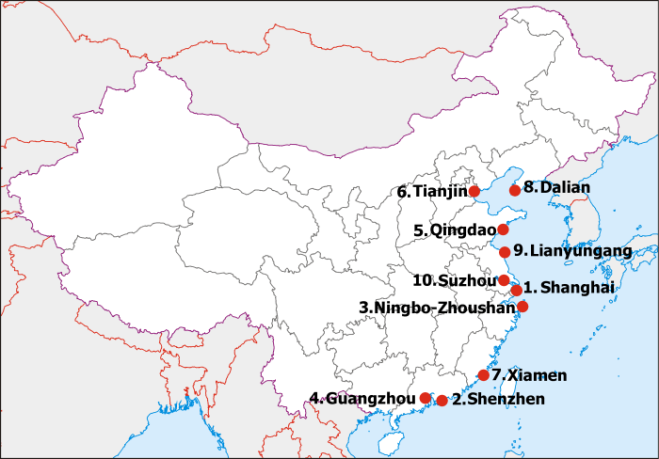 8.Dalian
6.Tianjin
5.Qingdao
9.Lianyungang
10.Suzhou
1. Shanghai
3.Ningbo-Zhoushan
7.Xiamen
4.Guangzhou
2.Shenzhen